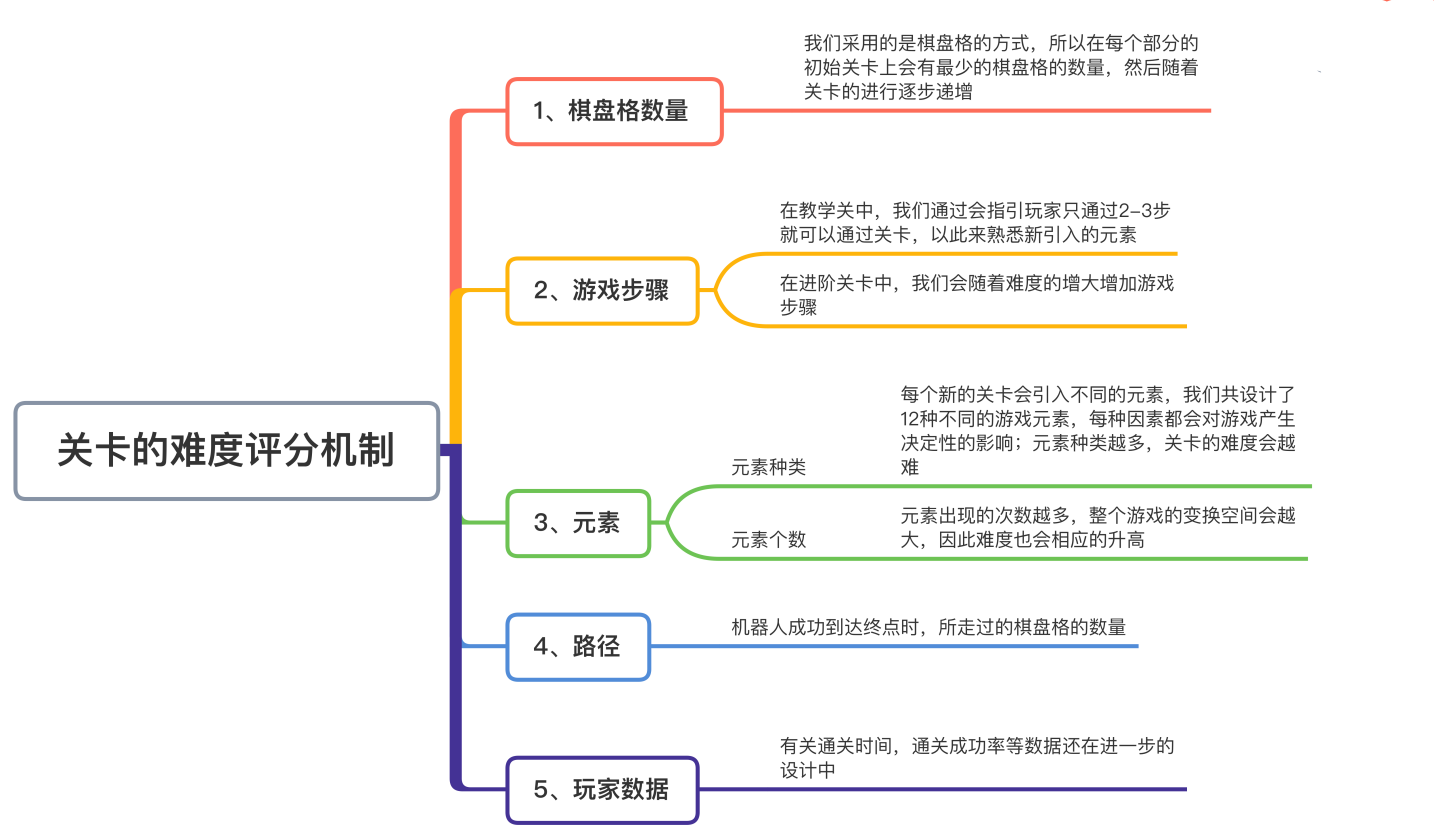 关卡的难度评分机制
1、棋盘格数量
我们采用的是棋盘格的方式，所以在每个部分的
初始关卡上会有最少的棋盘格的数量，然后随着
关卡的进行逐步递增
2、游戏步骤
在教学关中，我们通过会指引玩家只通过2-3步
就可以通过关卡，以此来熟悉新引入的元素
在进阶关卡中，我们会随着难度的增大增加游戏
步骤
3、元素
元素种类
每个新的关卡会引入不同的元素，我们共设计了
12种不同的游戏元素，每种因素都会对游戏产生
决定性的影响；元素种类越多，关卡的难度会越
难
元素个数
元素出现的次数越多，整个游戏的变换空间会越
大，因此难度也会相应的升高
4、路径
机器人成功到达终点时，所走过的棋盘格的数量
5、玩家数据
有关通关时间，通关成功率等数据还在进一步的
设计中